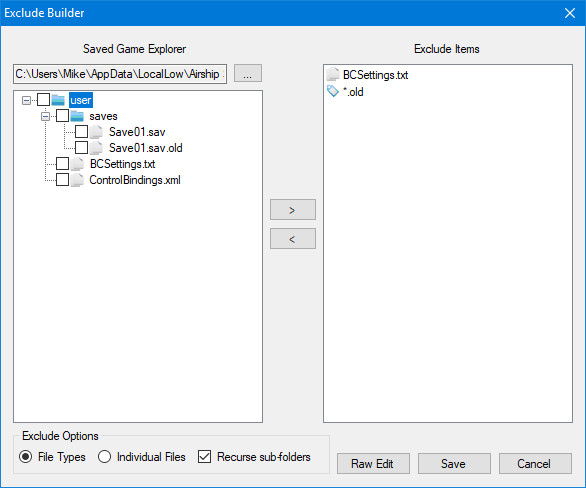 Exclude Builder
Saved Game Explorer
Exclude Items
C:\Users\Mike\AppData\LocalLow\Airship
...
user
saves
Save01.sav
Save01.sav.old
BCSettings.txt
ControlBindings.xml
BCSettings.txt
*.old
>
<
Exclude Options
File Types
Individual Files
Recurse sub-folders
Raw Edit
Save
Cancel